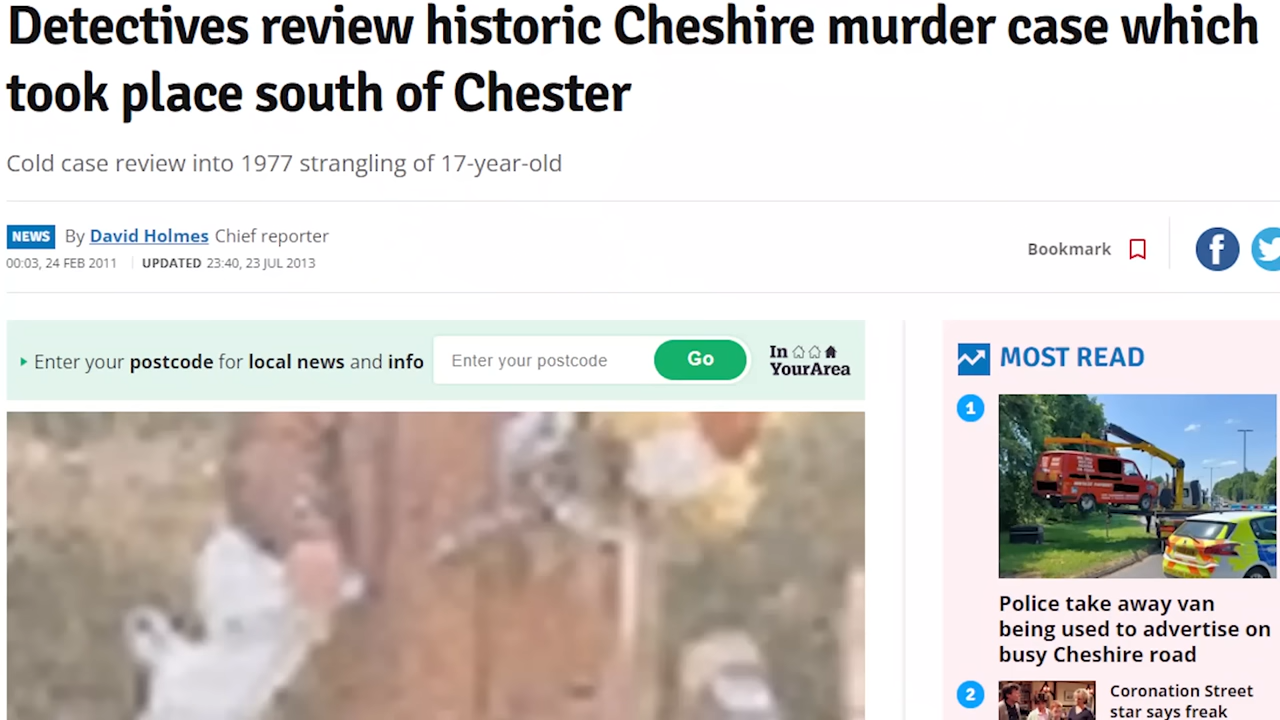 Detectives review historic Cheshire murder case which
took place south of Chester
Cold case review into 1977 strangling of 17-year-old
NEWS By David Holmes Chief reporter
00:03, 24 FEB 2011 UPDATED 23:40, 23 JUL 2013
Bookmark
Enter your postcode for local news and info
Enter your postcode
Go
In
YourArea
MOST READ
1
Police take away van
being used to advertise on
busy Cheshire road
2
Coronation Street
star says freak